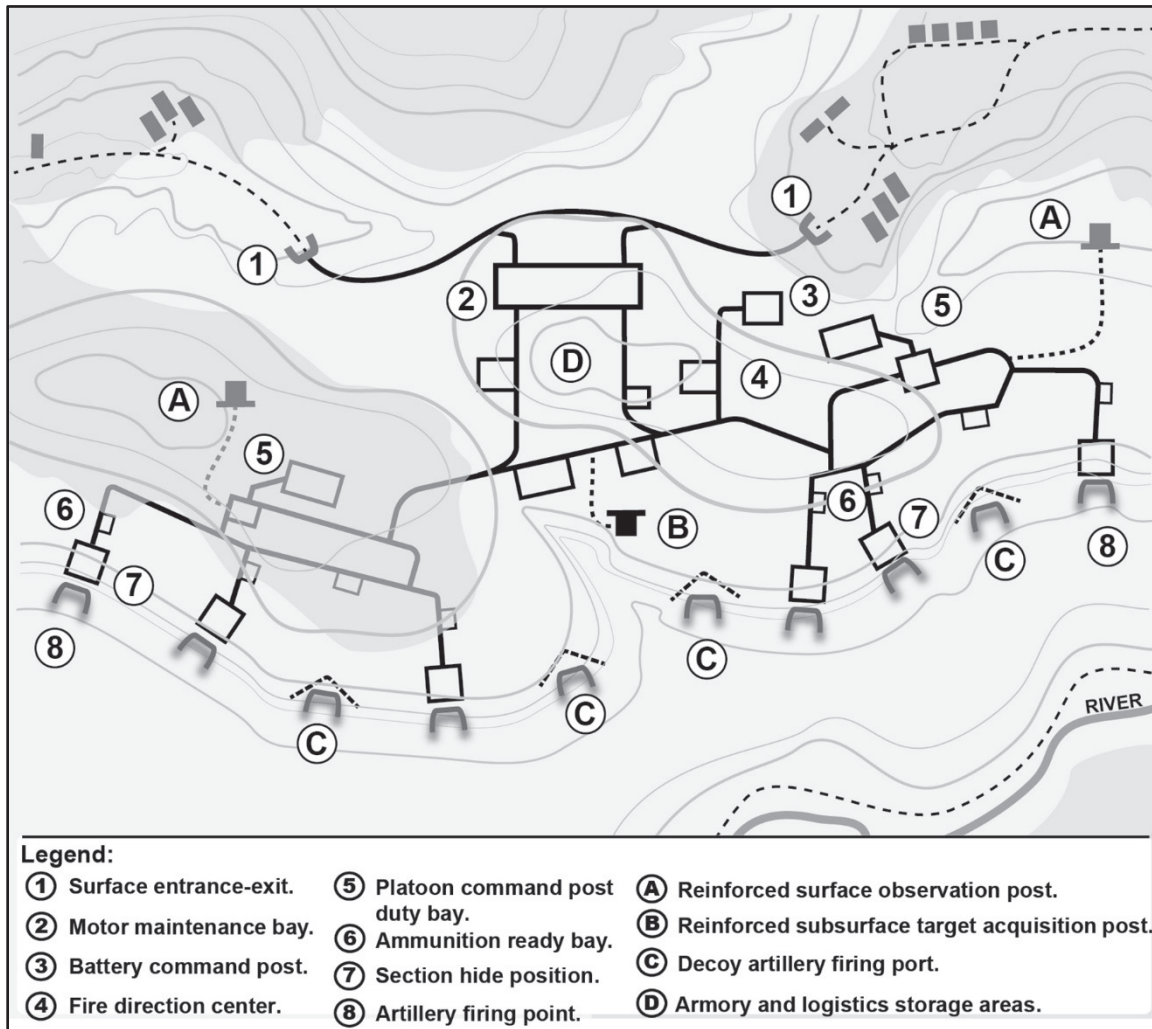 1
A
1
5
2
3
D
4
A
5
6
B
6
7
C
8
7
C
8
C
C
RIVER
Legend:
1 Surface entrance-exit.
2 Motor maintenance bay.
3 Battery command post.
4 Fire direction center.
5 Platoon command post
duty bay.
6 Ammunition ready bay.
7 Section hide position.
8 Artillery firing point.
A Reinforced surface observation post.
B Reinforced subsurface target acquisition post.
C Decoy artillery firing port.
D Armory and logistics storage areas.